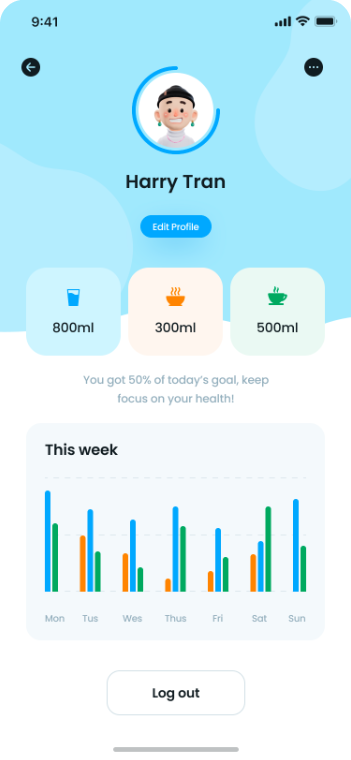 9:41
Harry Tran
Edit Profile
800ml
300ml
500ml
You got 50% of today's goal, keep
focus on your health!
This week
Mon Tus Wes Thus Fri Sat Sun
Log out